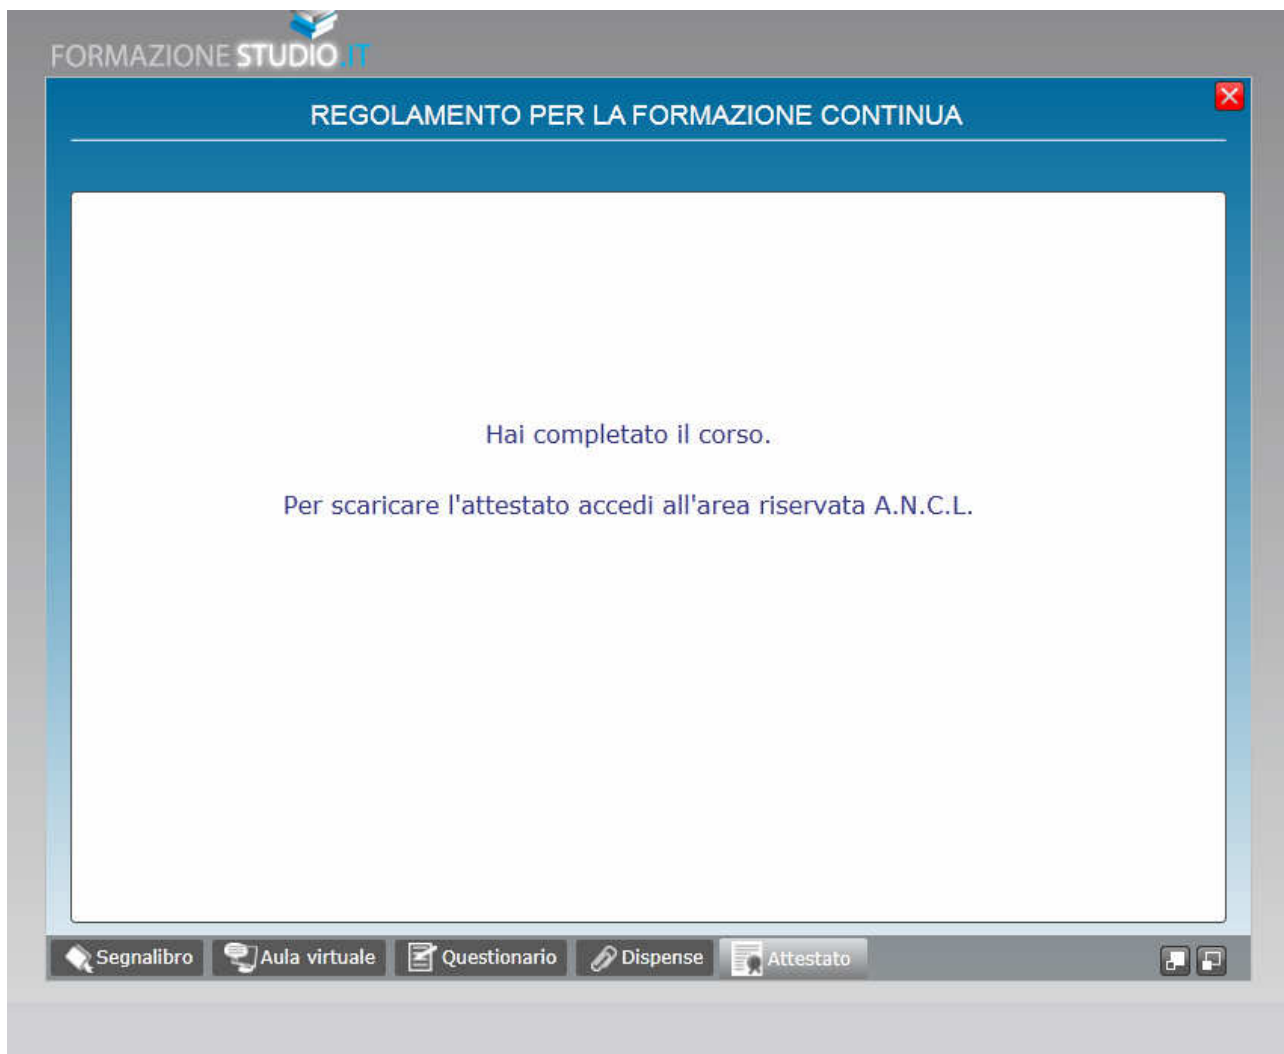 FORMAZIONE STUDIO.IT
REGOLAMENTO PER LA FORMAZIONE CONTINUA
Hai completato il corso.
Per scaricare l'attestato accedi all'area riservata A.N.C.L.
Segnalibro Aula virtuale Questionario Dispense Attestato